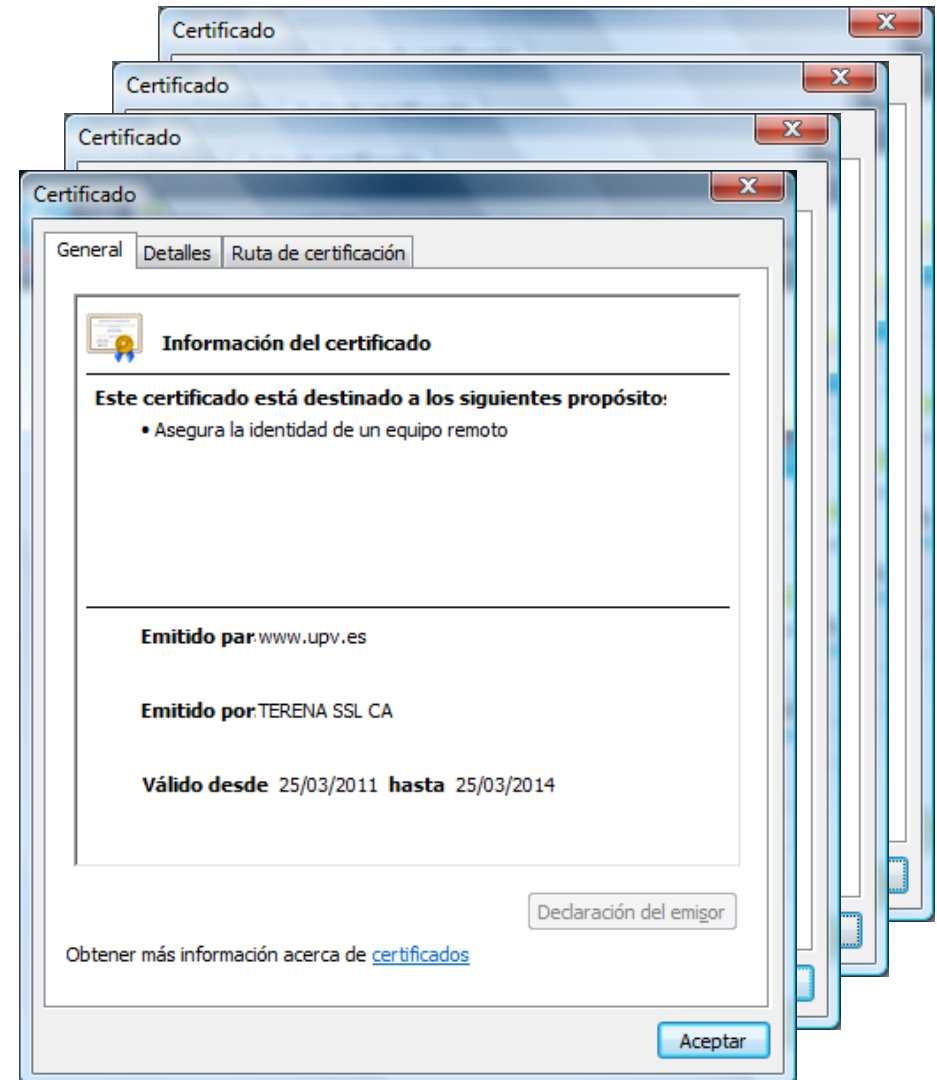 Certificado
Certificado
Certificado
Certificado
General Detalles Ruta de certificación
Información del certificado
Este certificado está destinado a los siguientes propósito:
• Asegura la identidad de un equipo remoto
Emitido par www.upv.es
Emitido por TERENA SSL CA
Válido desde 25/03/2011 hasta 25/03/2014
Declaración del emisor
Obtener más información acerca de certificados
Aceptar